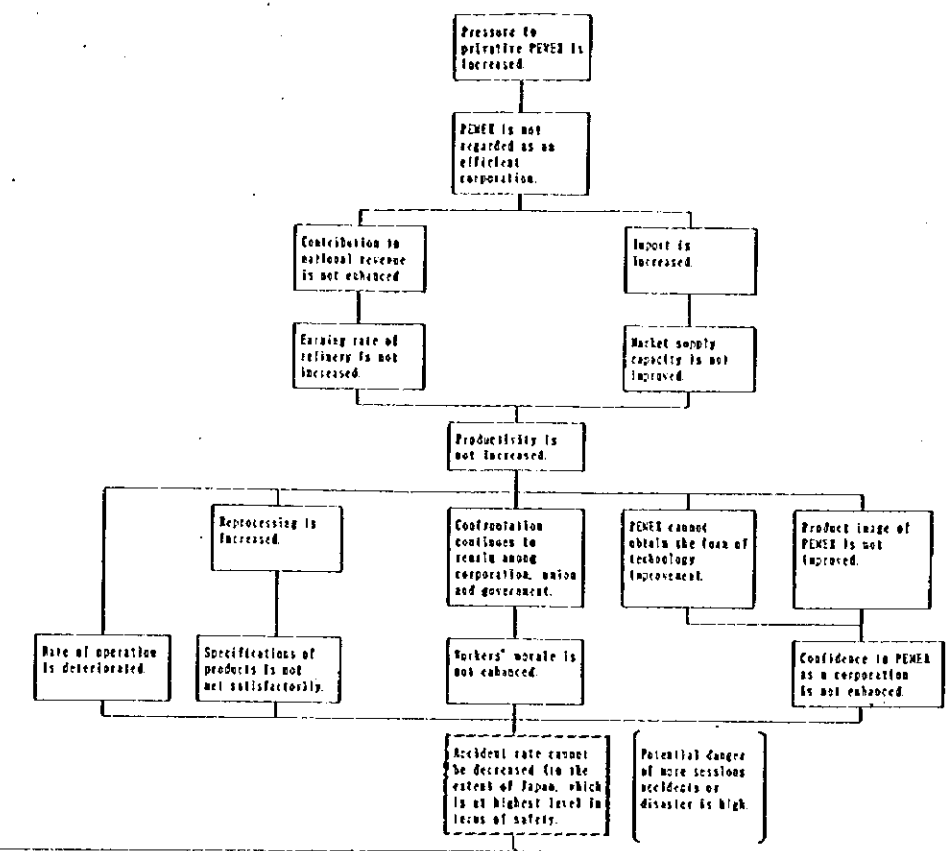 Pressure to
privative PEMEX is
increased.
PEMEX is not
regarded as an
efficient
corporation.
Contribution to
national revenue
is not enhanced
Import is
increased.
Earning rate of
refinery is not
increased.
Market supply
capacity is not
improved.
Productivity is
not increased.
Reprocessing is
increased.
Confrontation
continues to
remain among
corporation, union
and government.
PEMEX cannot
obtain the loan of
technology
improvement.
Product image of
PEMEX is not
improved.
Rate of operation
is deteriorated.
Specifications of
products is not
met satisfactorily.
Workers' morale is
not enhanced.
Confidence in PEMEX
as a corporation
is not enhanced.
Accident rate cannot
be decreased (to the
extent of Japan, which
is at highest level in
terms of safety.
Potential danger
of more sessions
accidents or
disaster is high.